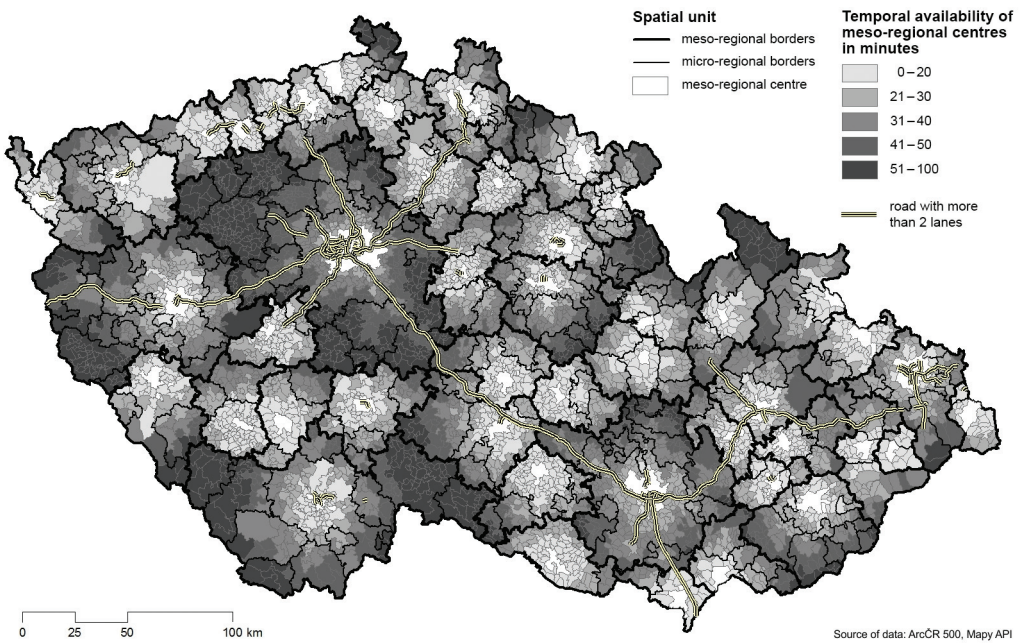 Spatial unit
meso-regional borders
micro-regional borders
meso-regional centre
Temporal availability of
meso-regional centres
in minutes
0–20
21–30
31–40
41–50
51–100
road with more
than 2 lanes
0 25 50 100 km
Source of data: ArcČR 500, Mapy API